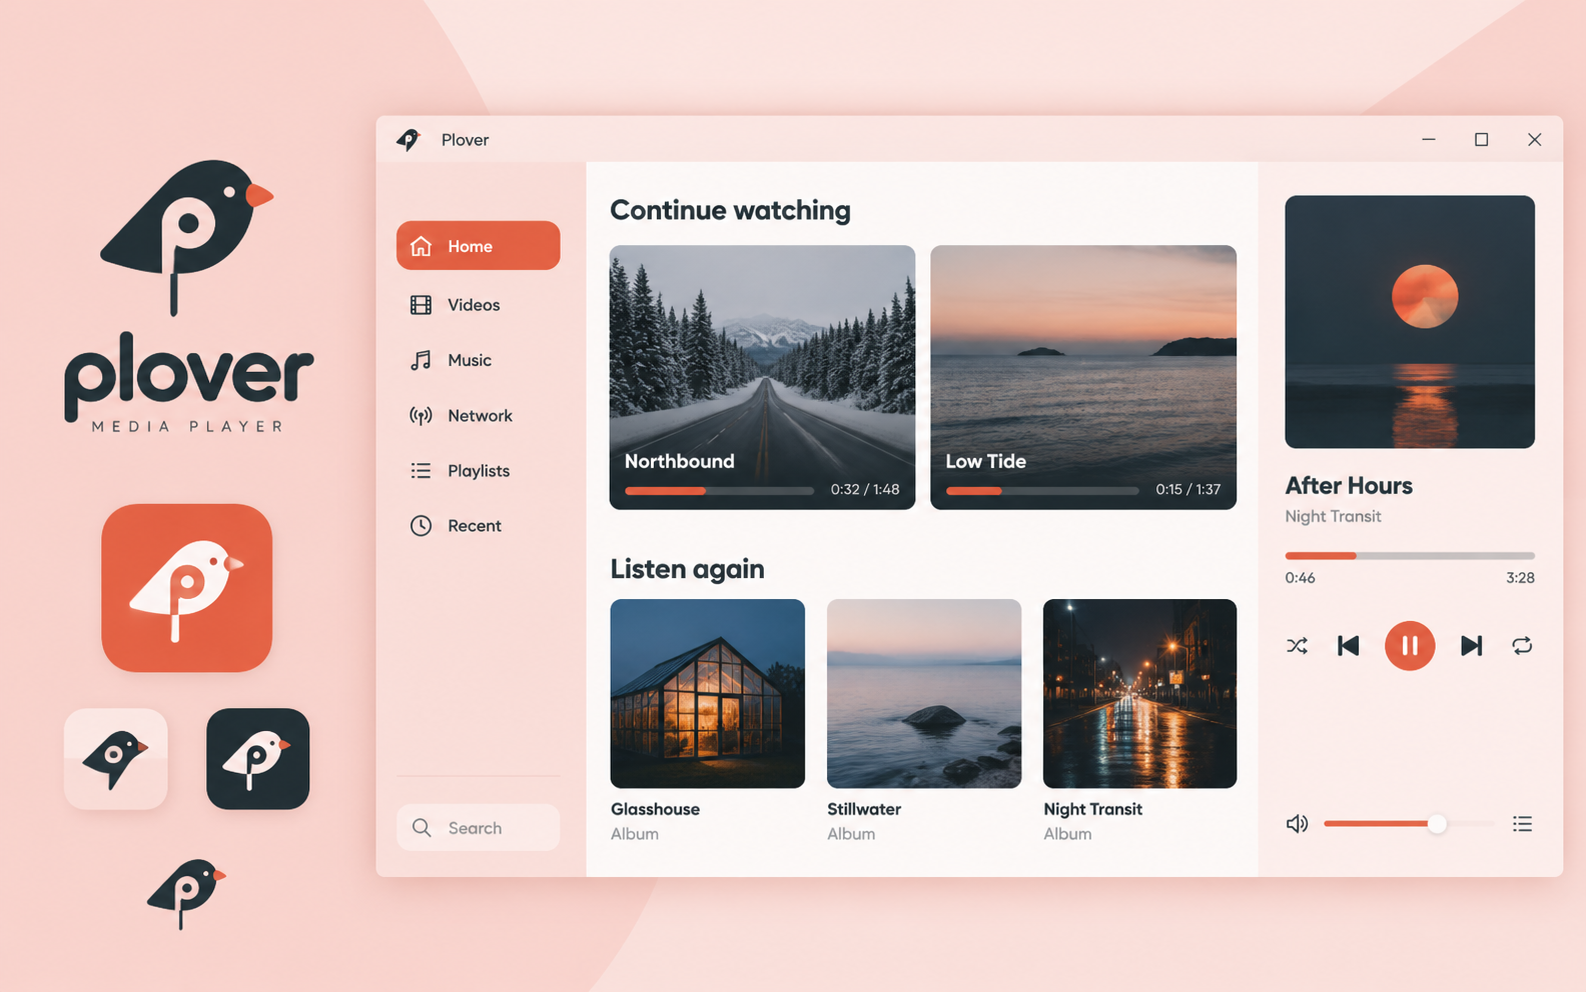 plover
MEDIA PLAYER
Plover
Home
Videos
Music
Network
Playlists
Recent
Search
Continue watching
Northbound
0:32 / 1:48
Low Tide
0:15 / 1:37
Listen again
Glasshouse
Album
Stillwater
Album
Night Transit
Album
After Hours
Night Transit
0:46
3:28